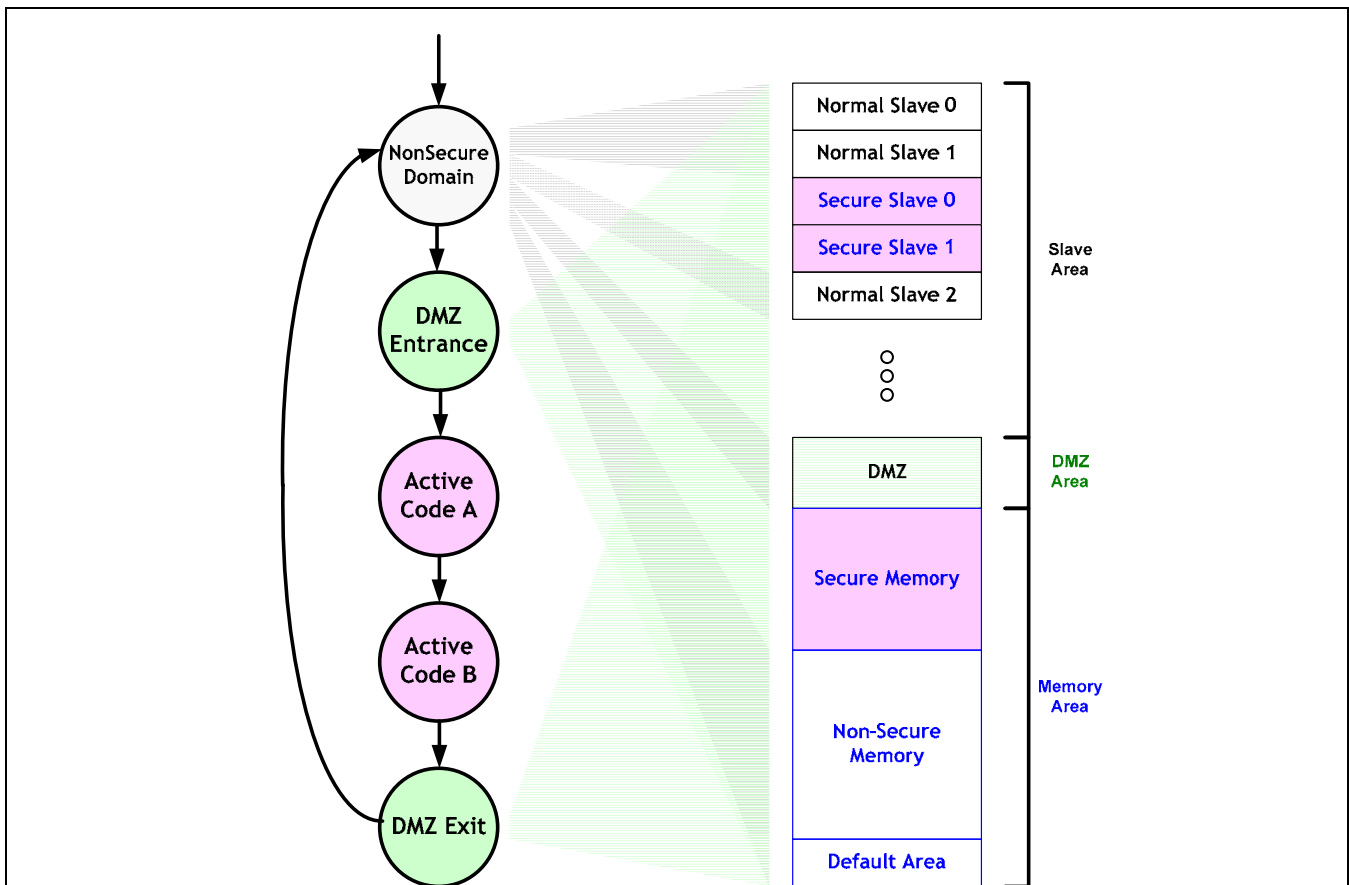 NonSecure
Domain
DMZ
Entrance
Active
Code A
Active
Code B
DMZ Exit
Normal Slave 0
Normal Slave 1
Secure Slave 0
Secure Slave 1
Normal Slave 2
DMZ
Secure Memory
Non-Secure
Memory
Default Area
Slave
Area
DMZ
Area
Memory
Area